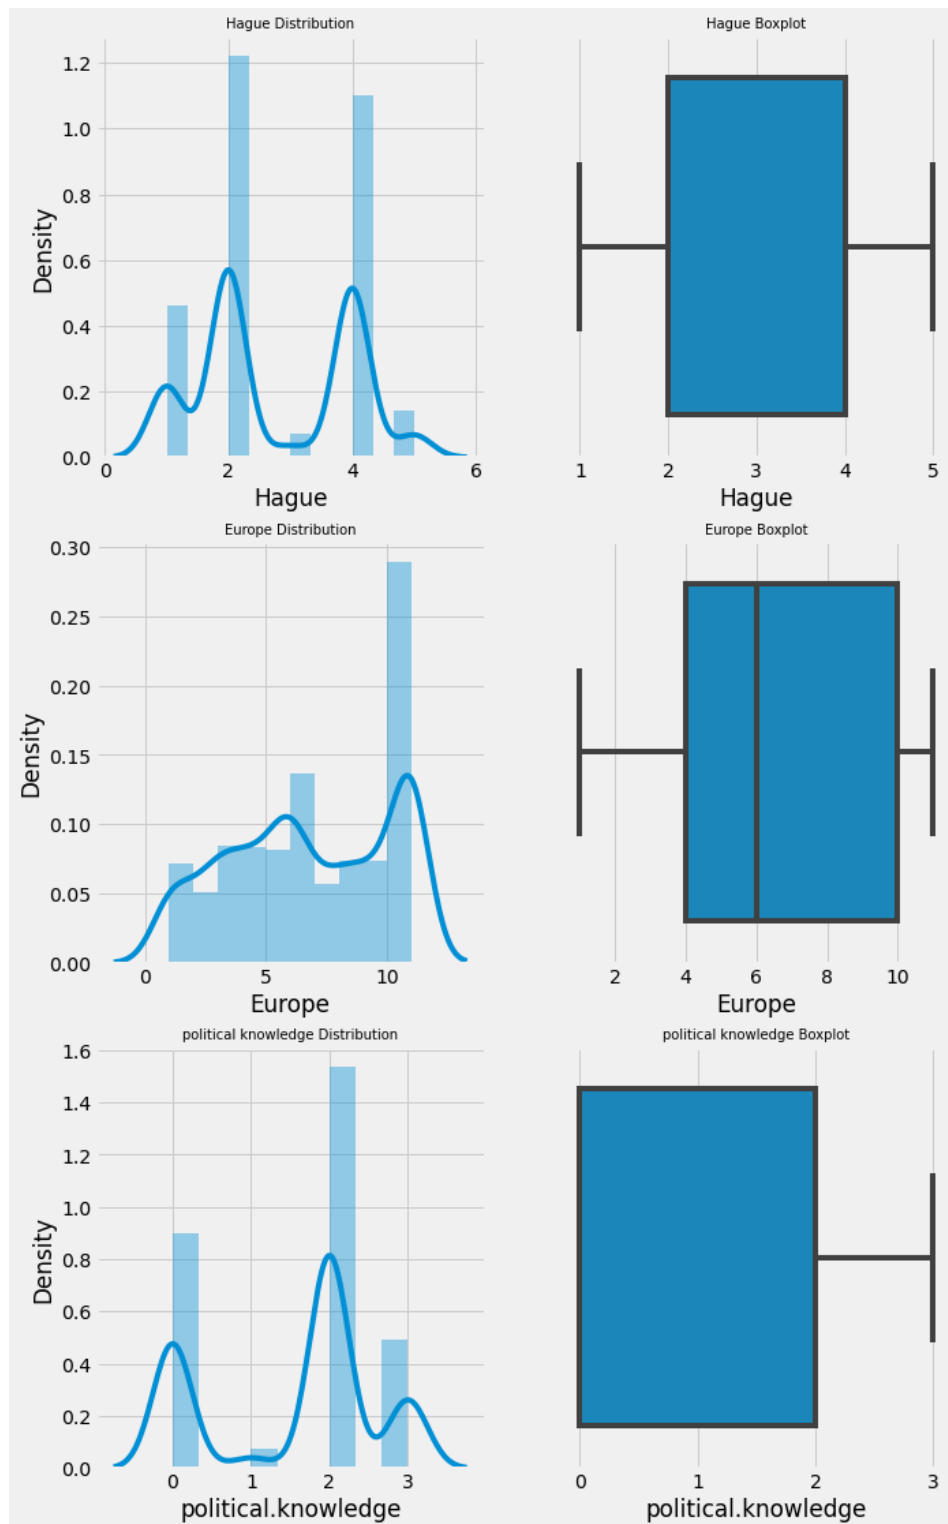 Hague Distribution
Hague Boxplot
1.2
1.0
0.8
0.6
0.4
0.2
0.0
Density
0 2 4 6
Hague
1 2 3 4 5
Hague
Europe Distribution
Europe Boxplot
0.30
0.25
0.20
0.15
0.10
0.05
0.00
Density
0 5 10
Europe
2 4 6 8 10
Europe
political knowledge Distribution
political knowledge Boxplot
1.6
1.4
1.2
1.0
0.8
0.6
0.4
0.2
0.0
Density
0 1 2 3
political.knowledge
0 1 2 3
political.knowledge